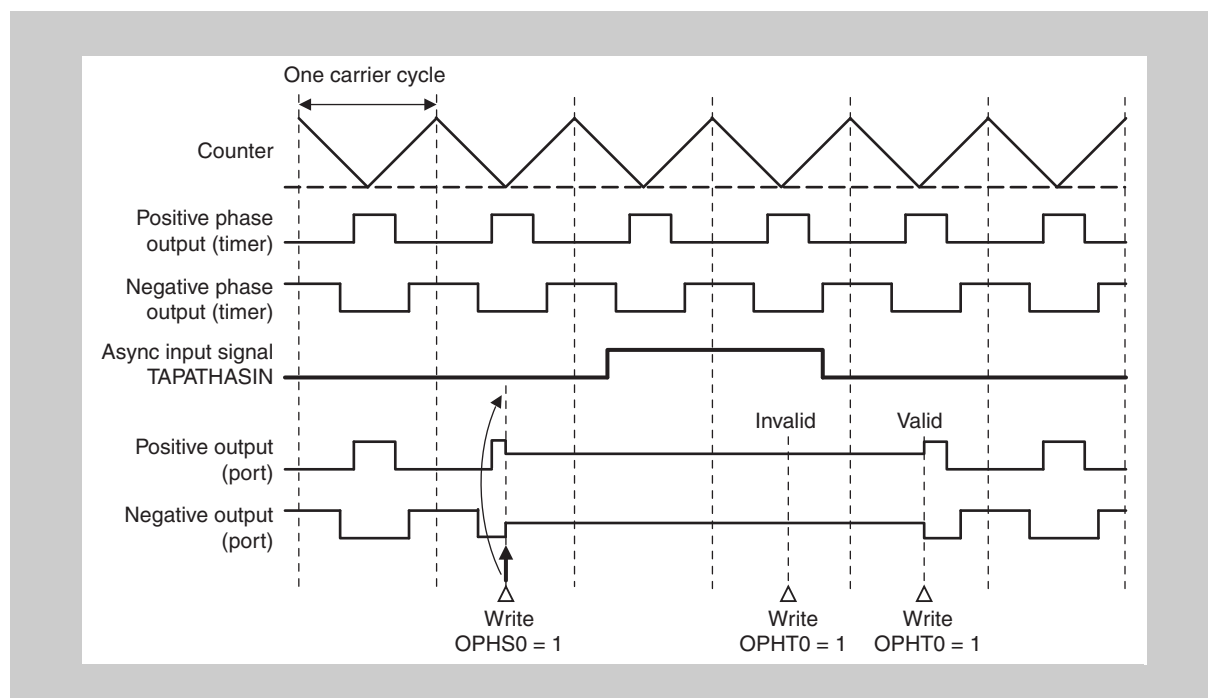 One carrier cycle
Counter
Positive phase
output (timer)
Negative phase
output (timer)
Async input signal
TAPATHASIN
Invalid
Valid
Positive output
(port)
Negative output
(port)
Write
OPHS0 = 1
Write
OPHT0 = 1
Write
OPHT0 = 1